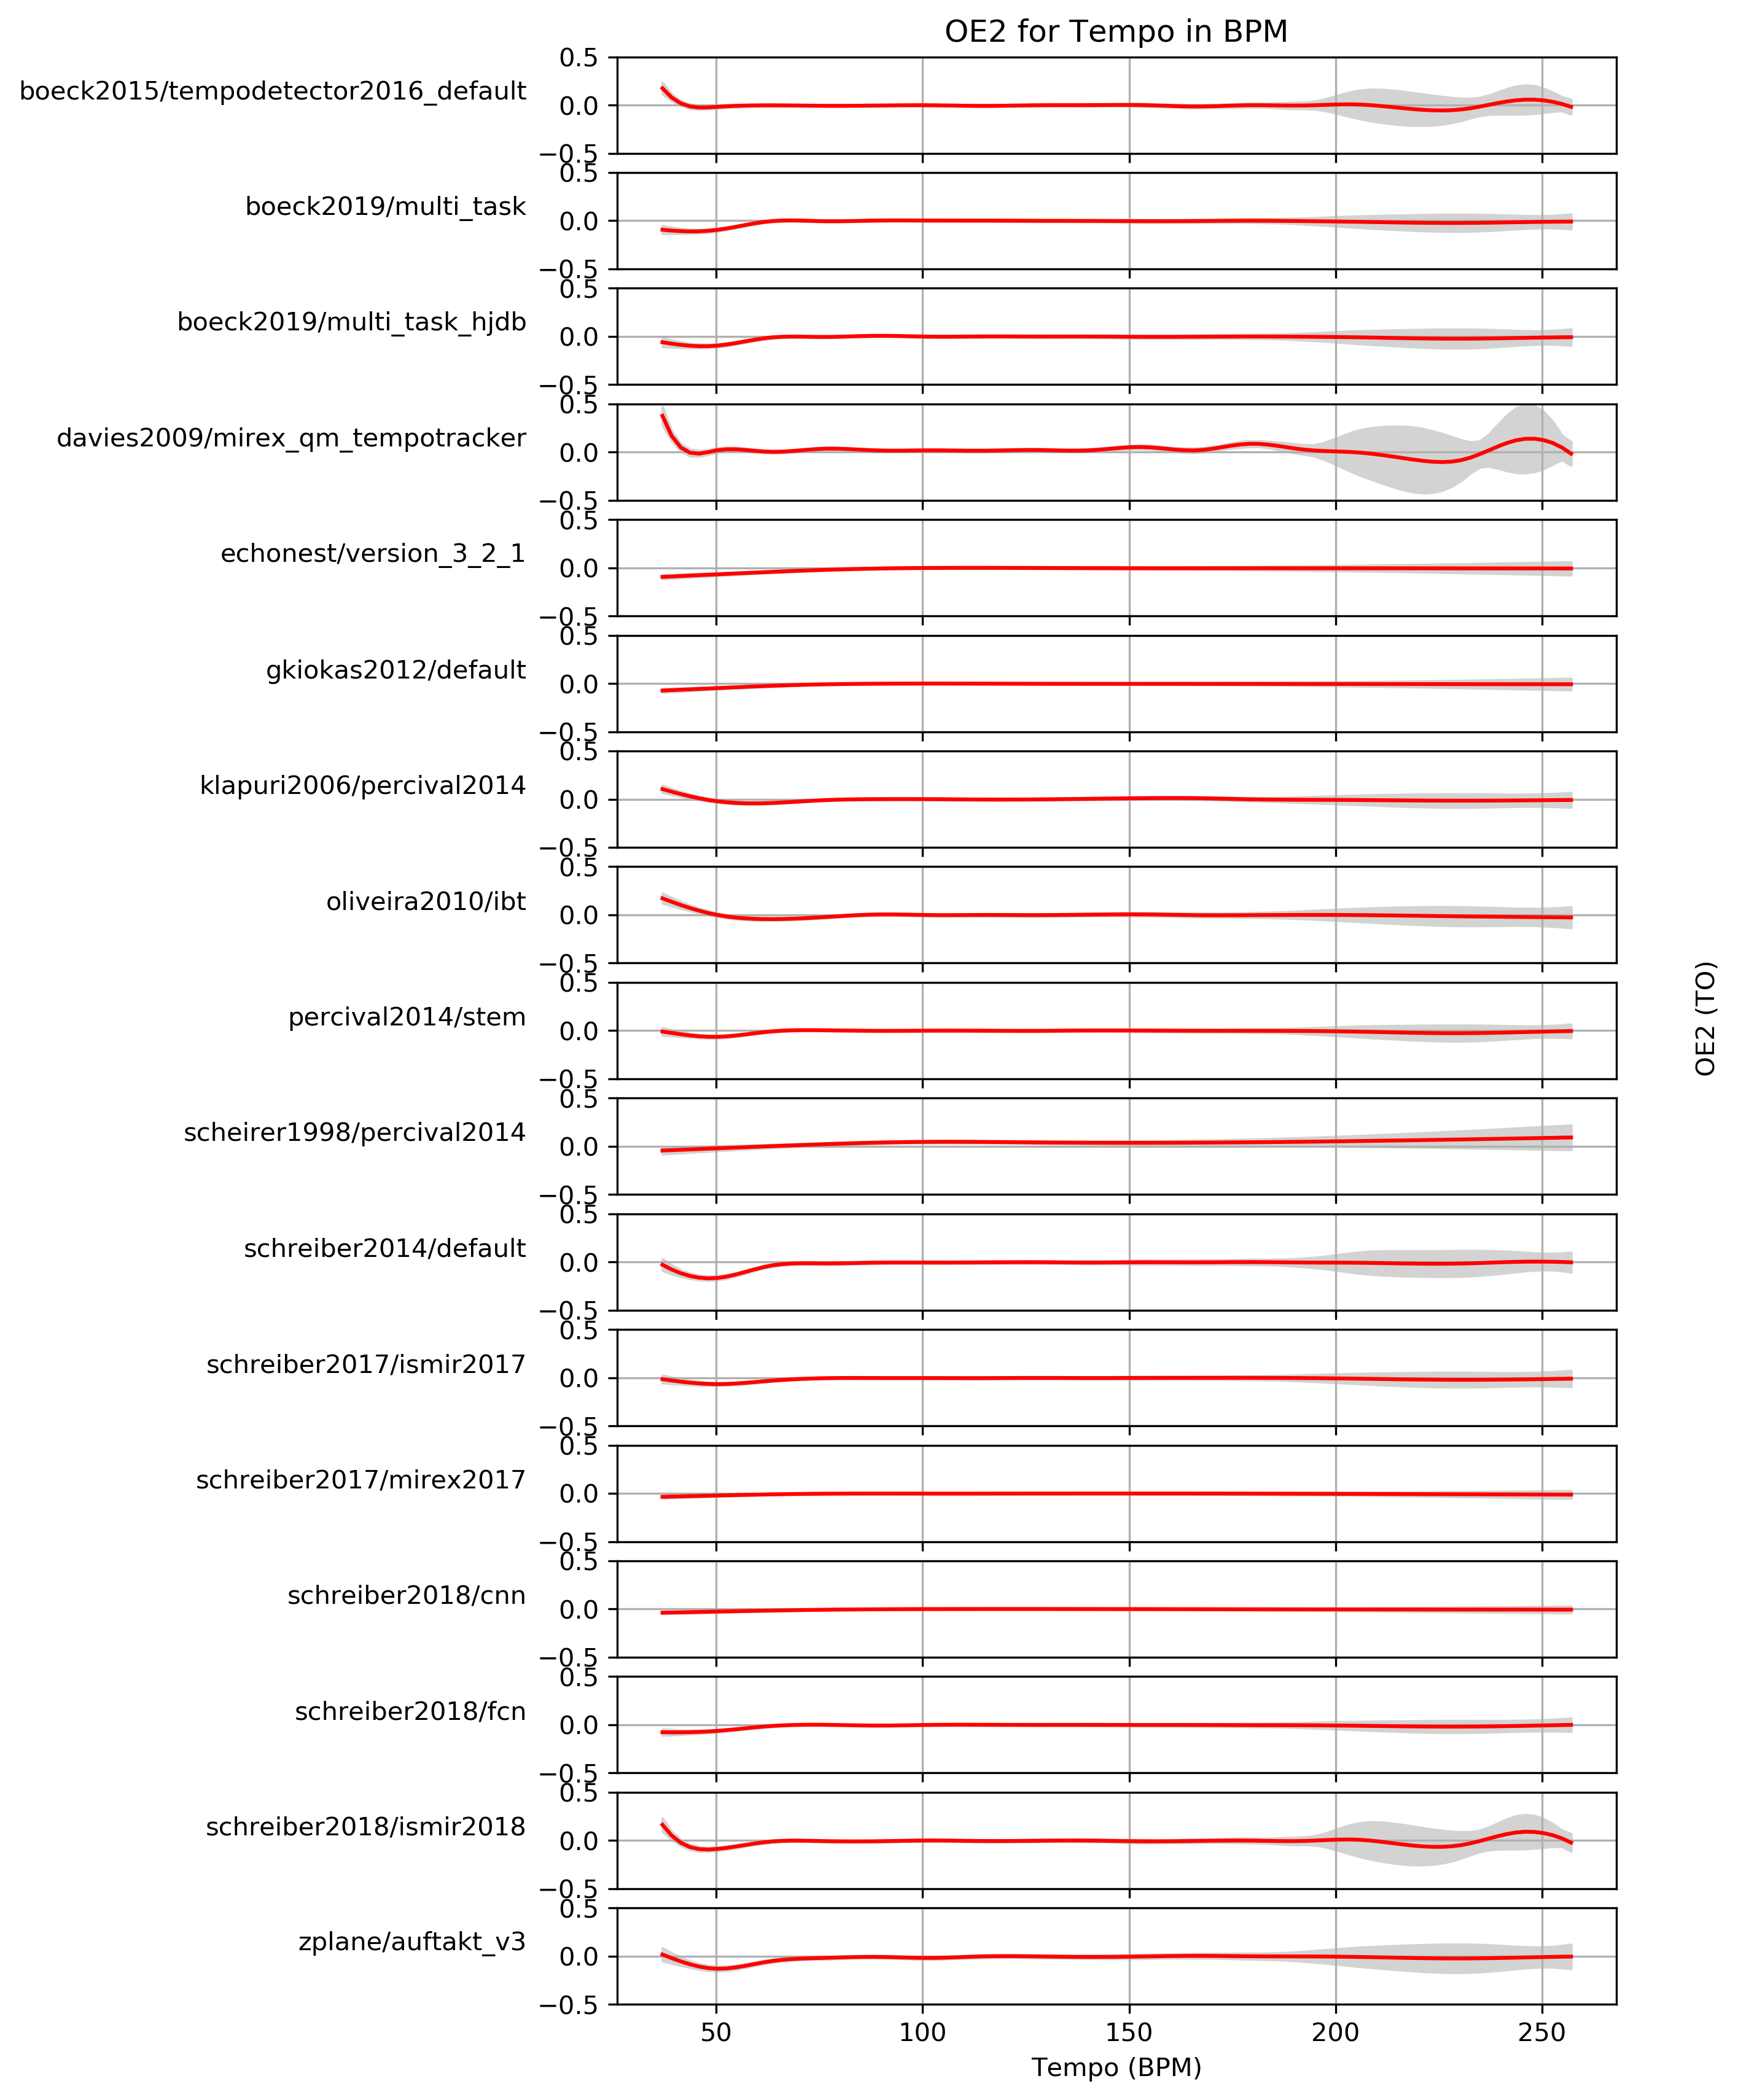 OE2 for Tempo in BPM
boeck2015/tempodetector2016_default
0.5
0.0
−0.5
boeck2019/multi_task
0.5
0.0
−0.5
boeck2019/multi_task_hjdb
0.5
0.0
−0.5
davies2009/mirex_qm_tempotracker
0.5
0.0
−0.5
echonest/version_3_2_1
0.5
0.0
−0.5
gkiokas2012/default
0.5
0.0
−0.5
klapuri2006/percival2014
0.5
0.0
−0.5
oliveira2010/ibt
0.5
0.0
−0.5
percival2014/stem
0.5
0.0
−0.5
scheirer1998/percival2014
0.5
0.0
−0.5
schreiber2014/default
0.5
0.0
−0.5
schreiber2017/ismir2017
0.5
0.0
−0.5
schreiber2017/mirex2017
0.5
0.0
−0.5
schreiber2018/cnn
0.5
0.0
−0.5
schreiber2018/fcn
0.5
0.0
−0.5
schreiber2018/ismir2018
0.5
0.0
−0.5
zplane/auftakt_v3
0.5
0.0
−0.5
50 100 150 200 250
Tempo (BPM)
OE2 (TO)